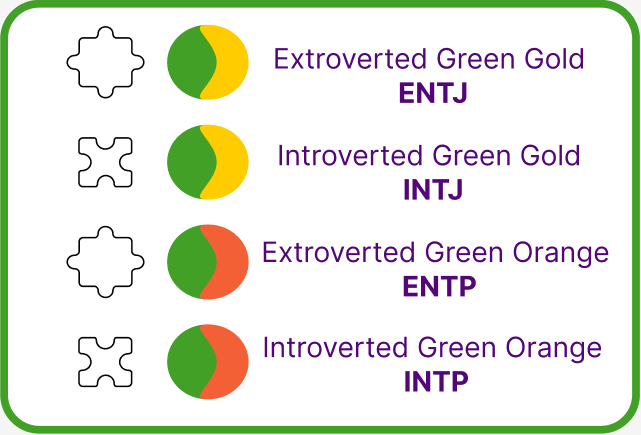 Extroverted Green Gold
ENTJ
Introverted Green Gold
INTJ
Extroverted Green Orange
ENTP
Introverted Green Orange
INTP